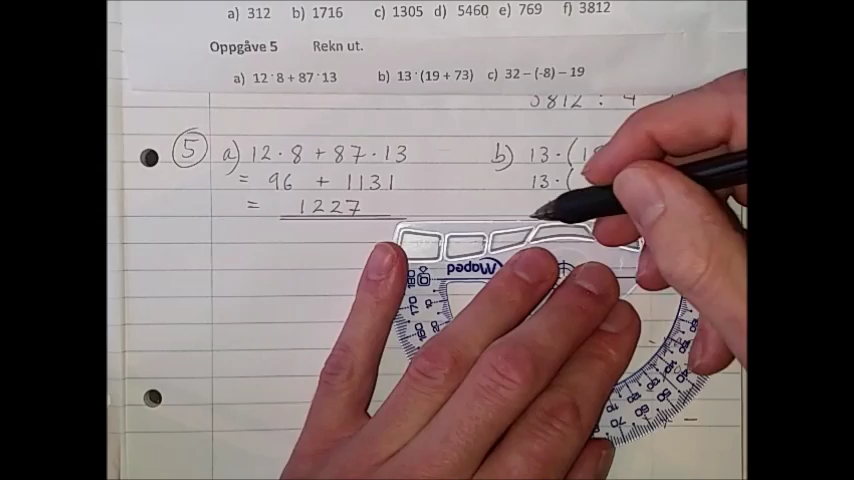 a) 312 b) 1716 c) 1305 d) 5460 e) 769 f) 3812
Oppgåve 5 Rekn ut.
a) 12·8 + 87·13 b) 13·(19 + 73) c) 32 – (-8) – 19
3812 : 4
5 a) 12·8 + 87·13 b) 13·(19
= 96 + 1131 13·(
= 1227
Maped